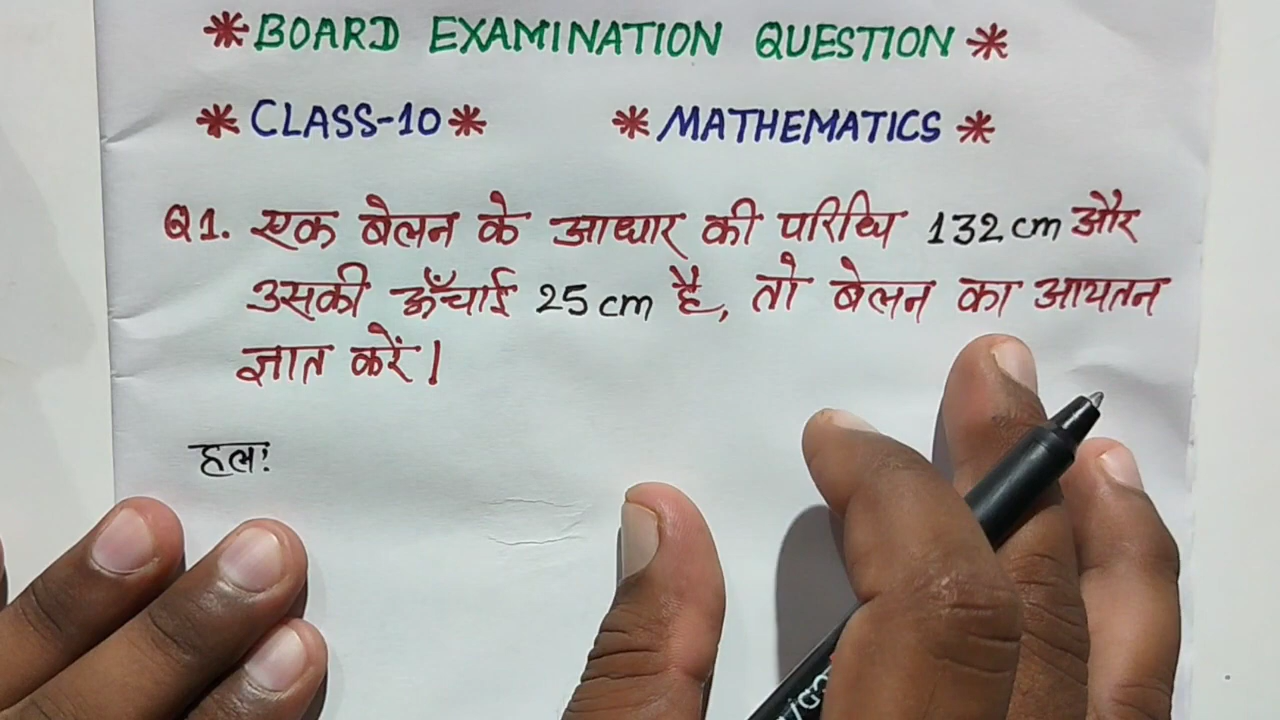 *BOARD EXAMINATION QUESTION*
*CLASS-10* *MATHEMATICS*
Q1. एक बेलन के आधार की परिधि 132 cm और
उसकी ऊँचाई 25 cm है, तो बेलन का आयतन
ज्ञात करें।
हल: